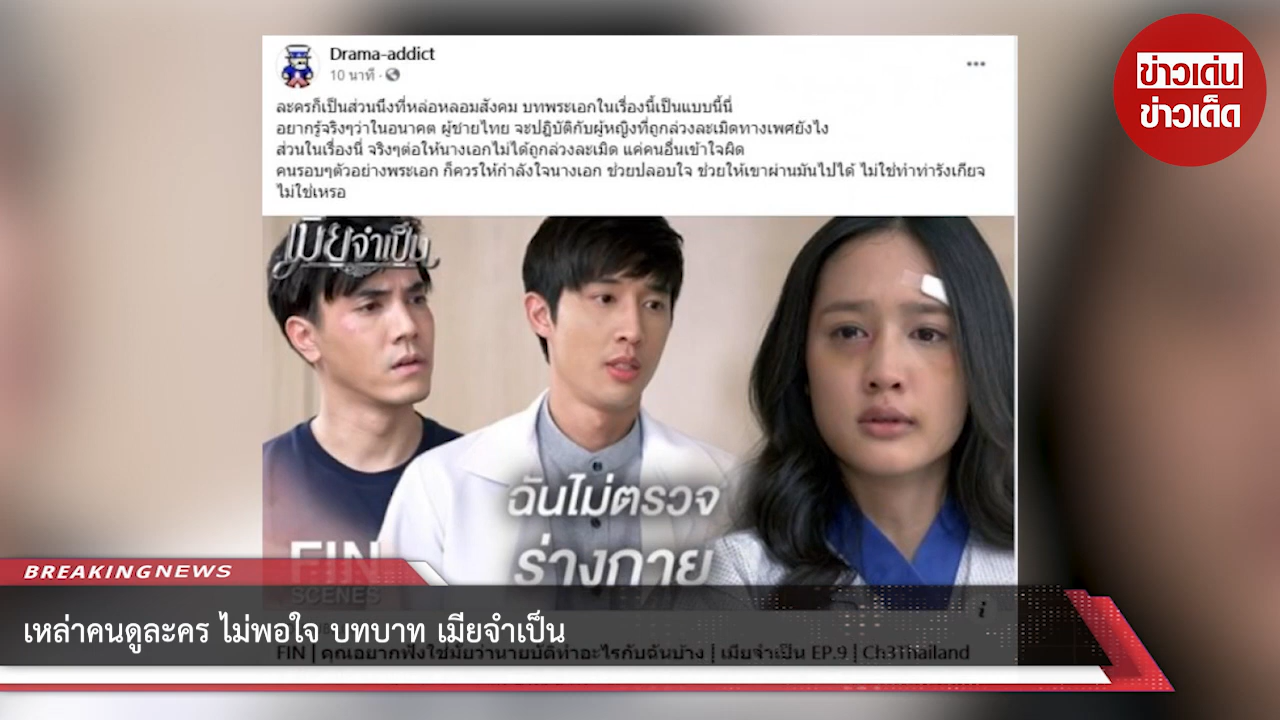 Drama-addict
10 นาที
ละครก็เป็นส่วนนึงที่หล่อหลอมสังคม บทพระเอกในเรื่องนี้เป็นแบบนี้นี่
อยากรู้จริงๆว่าในอนาคต ผู้ชายไทย จะปฏิบัติกับผู้หญิงที่ถูกล่วงละเมิดทางเพศยังไง
ส่วนในเรื่องนี่ จริงๆต่อให้นางเอกไม่ได้ถูกล่วงละเมิด แค่คนอื่นเข้าใจผิด
คนรอบๆตัวอย่างพระเอก ก็ควรให้กำลังใจนางเอก ช่วยปลอบใจ ช่วยให้เขาผ่านมันไปได้ ไม่ใช่ทำท่ารังเกียจ
ไม่ใช่เหรอ
ข่าวเด่น
ข่าวเด็ด
เมียจำเป็น
ฉันไม่ตรวจ
ร่างกาย
FIN
SCENES
BREAKING NEWS
เหล่าคนดูละคร ไม่พอใจ บทบาท เมียจำเป็น
FIN | คุณอยากฟังใช่มั้ยว่านายบัติทำอะไรกับฉันบ้าง | เมียจำเป็น EP.9 | Ch3Thailand